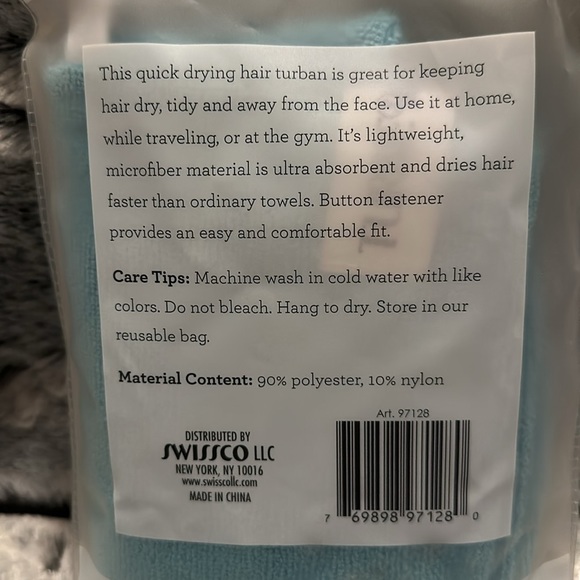 This quick drying hair turban is great for keeping
hair dry, tidy and away from the face. Use it at home,
while traveling, or at the gym. It's lightweight,
microfiber material is ultra absorbent and dries hair
faster than ordinary towels. Button fastener
provides an easy and comfortable fit.
Care Tips: Machine wash in cold water with like
colors. Do not bleach. Hang to dry. Store in our
reusable bag.
Material Content: 90% polyester, 10% nylon
DISTRIBUTED BY
SWISSCO LLC
NEW YORK, NY 10016
www.swisscollc.com
MADE IN CHINA
Art. 97128
7 69898 97128 0